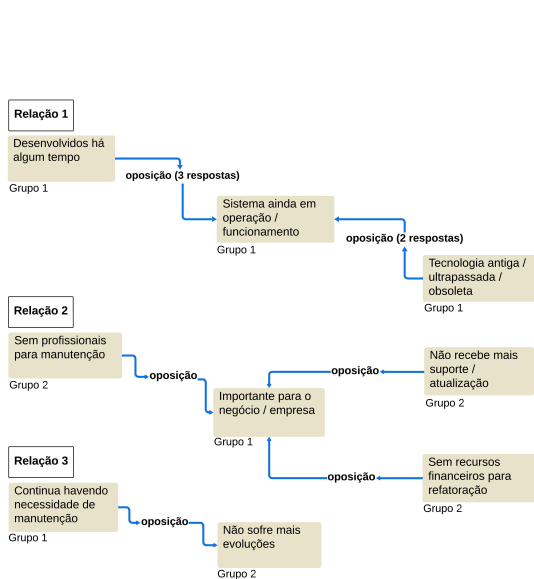 Relação 1
Desenvolvidos há
algum tempo
Grupo 1
oposição (3 respostas)
Sistema ainda em
operação /
funcionamento
Grupo 1
oposição (2 respostas)
Tecnologia antiga /
ultrapassada /
obsoleta
Grupo 1
Relação 2
Sem profissionais
para manutenção
Grupo 2
oposição
Importante para o
negócio / empresa
Grupo 1
oposição
Não recebe mais
suporte /
atualização
Grupo 2
oposição
Sem recursos
financeiros para
refatoração
Grupo 2
Relação 3
Continua havendo
necessidade de
manutenção
Grupo 1
oposição
Não sofre mais
evoluções
Grupo 2